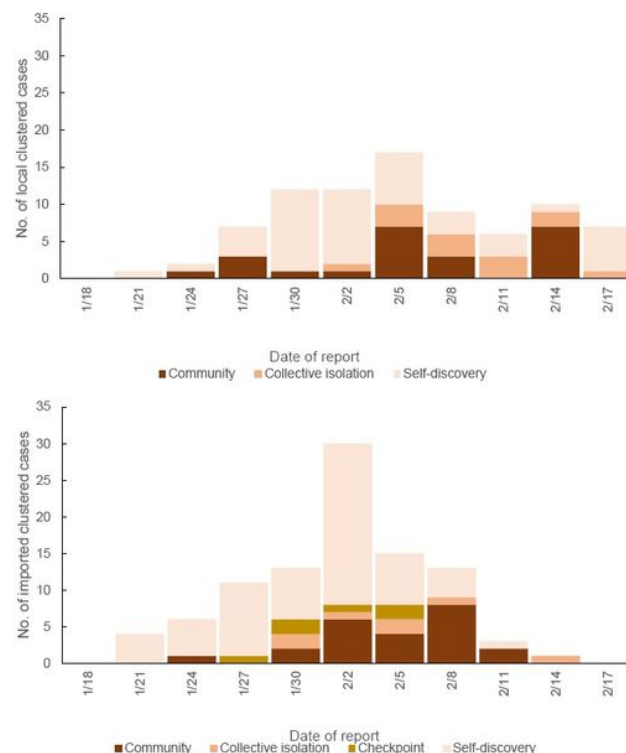 No. of local clustered cases
35
30
25
20
15
10
5
0
1/18 1/21 1/24 1/27 1/30 2/2 2/5 2/8 2/11 2/14 2/17
Date of report
Community Collective isolation Self-discovery
No. of imported clustered cases
35
30
25
20
15
10
5
0
1/18 1/21 1/24 1/27 1/30 2/2 2/5 2/8 2/11 2/14 2/17
Date of report
Community Collective isolation Checkpoint Self-discovery